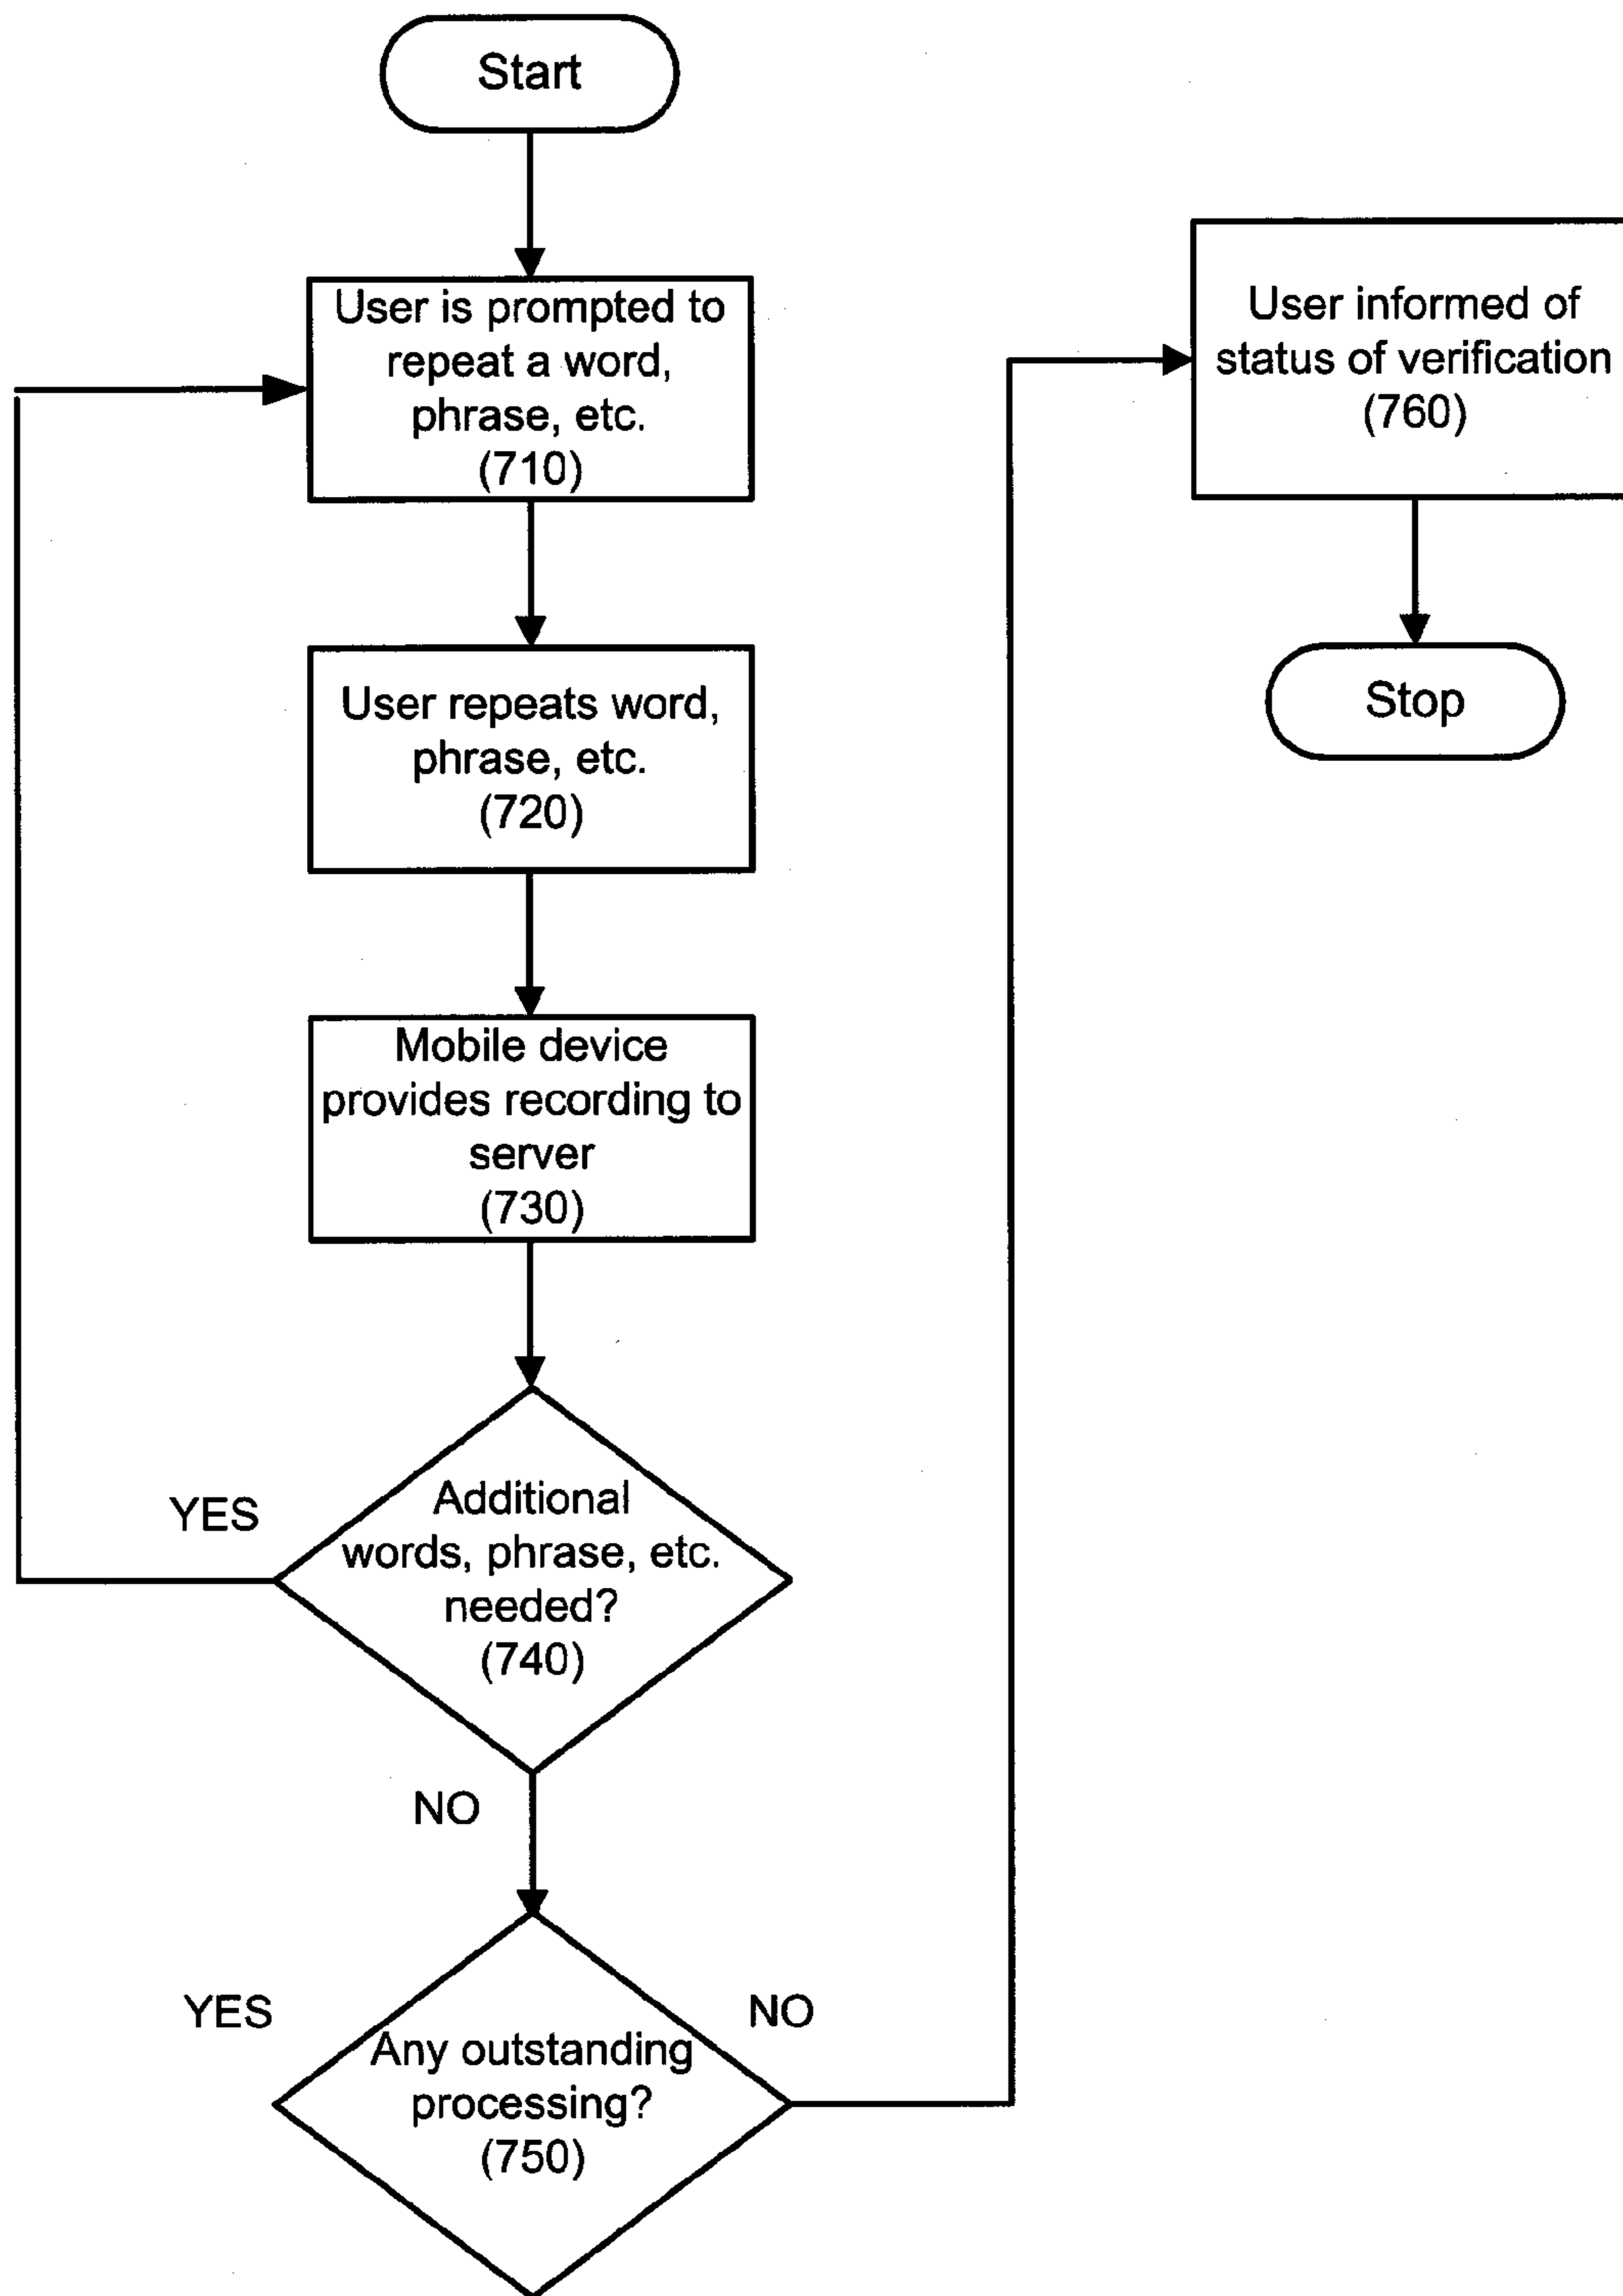 Start
User is prompted to
repeat a word,
phrase, etc.
(710)
User repeats word,
phrase, etc.
(720)
Mobile device
provides recording to
server
(730)
YES
Additional
words, phrase, etc.
needed?
(740)
NO
YES
NO
Any outstanding
processing?
(750)
User informed of
status of verification
(760)
Stop